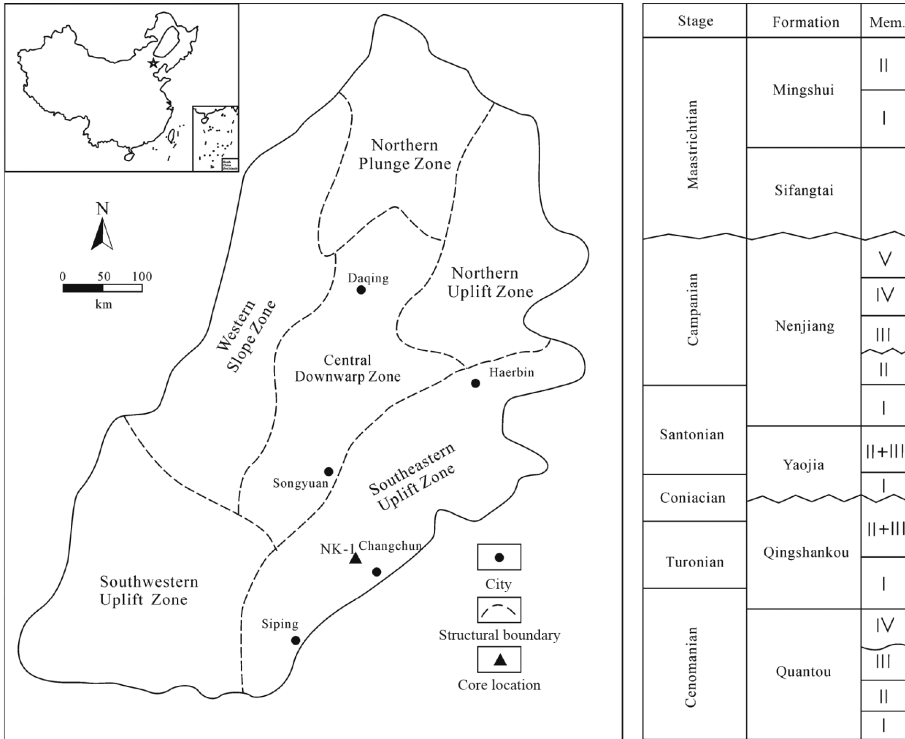 Northern
Plunge Zone
N
0 50 100
km
Daqing
Northern
Uplift Zone
Western
Slope Zone
Central
Downwarp Zone
Haerbin
Songyuan
Southeastern
Uplift Zone
NK-1
Changchun
Southwestern
Uplift Zone
Siping
City
Structural boundary
Core location
Stage Formation Mem.
Maastrichtian
Campanian
Santonian
Coniacian
Turonian
Cenomanian
Mingshui
Sifangtai
Nenjiang
Yaojia
Qingshankou
Quantou
II
I
V
IV
III
II
I
II+III
I
II+III
I
IV
III
II
I